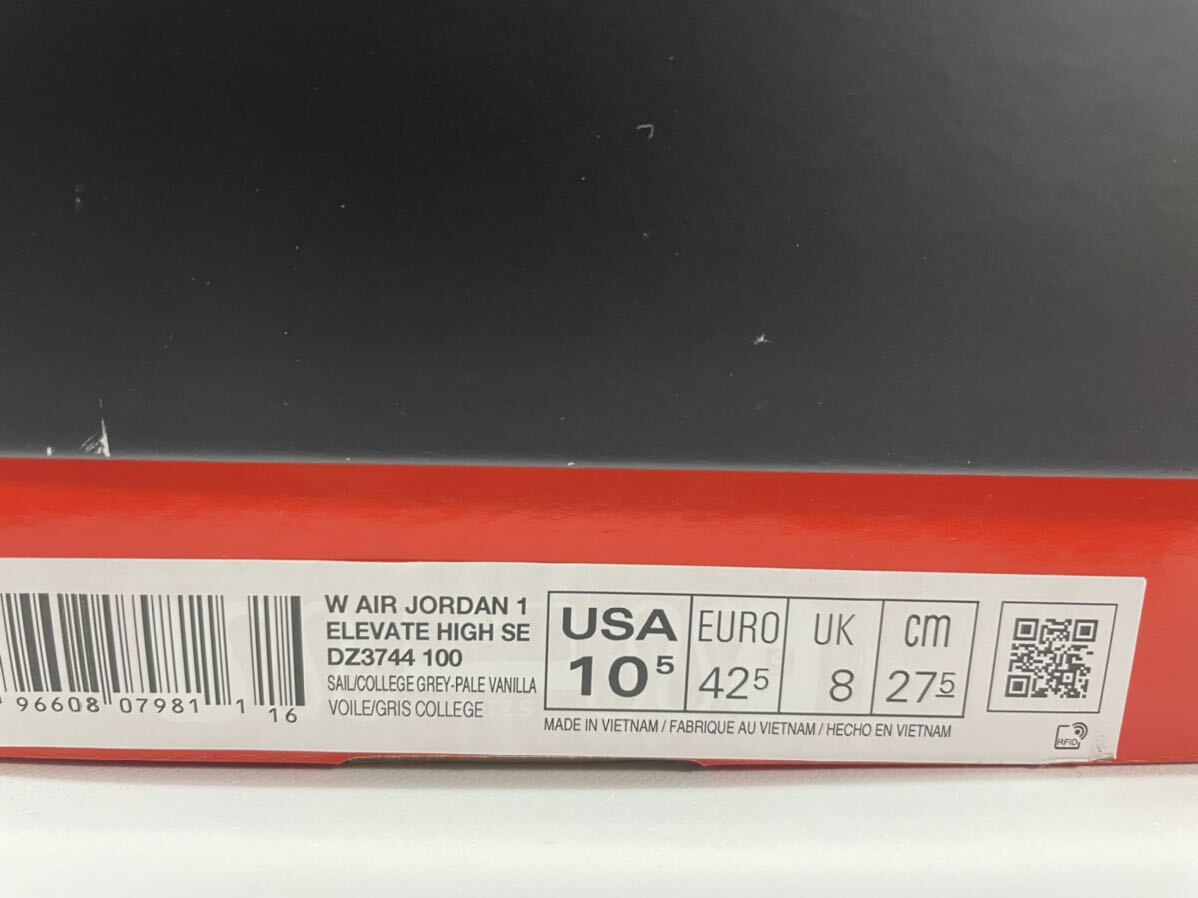 96608 07981 1 16
W AIR JORDAN 1
ELEVATE HIGH SE
DZ3744 100
SAIL/COLLEGE GREY-PALE VANILLA
VOILE/GRIS COLLEGE
USA
10⁵
EURO
42⁵
UK
8
cm
27⁵
MADE IN VIETNAM / FABRIQUE AU VIETNAM / HECHO EN VIETNAM
RFID